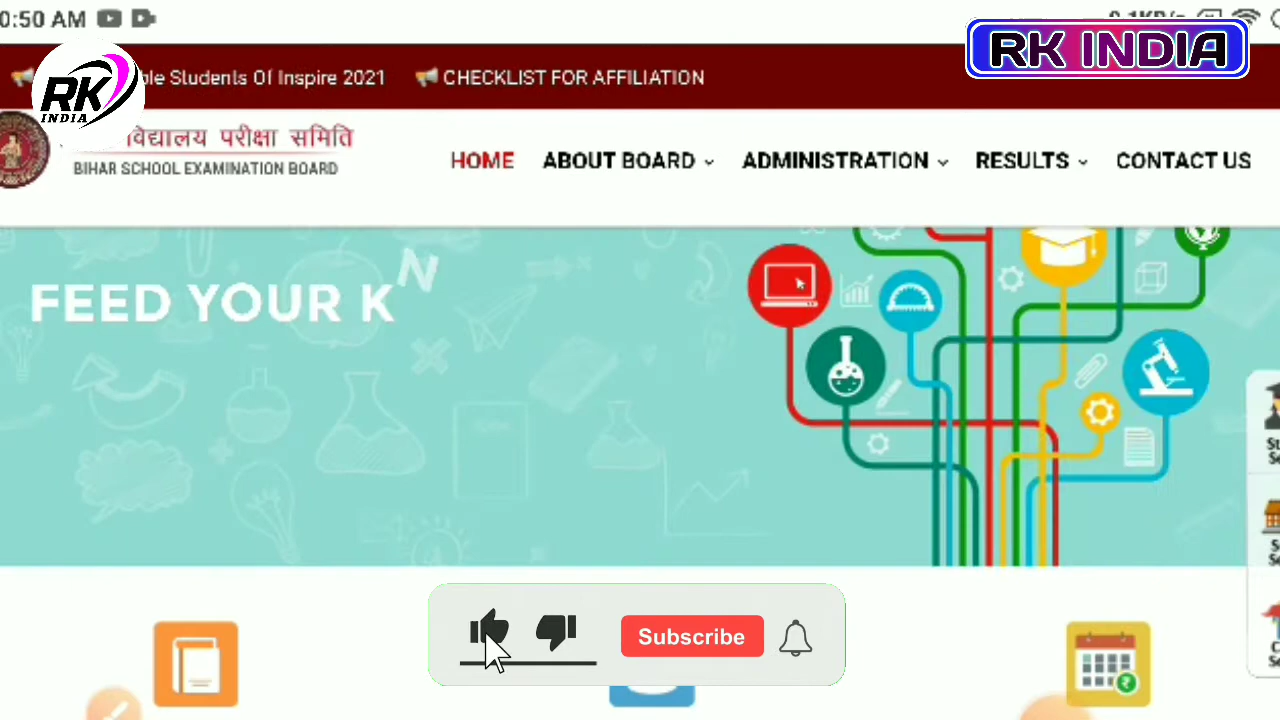 0:50 AM
RK INDIA
ble Students Of Inspire 2021
CHECKLIST FOR AFFILIATION
RK
INDIA
विद्यालय परीक्षा समिति
BIHAR SCHOOL EXAMINATION BOARD
HOME
ABOUT BOARD
ADMINISTRATION
RESULTS
CONTACT US
FEED YOUR K N
Subscribe